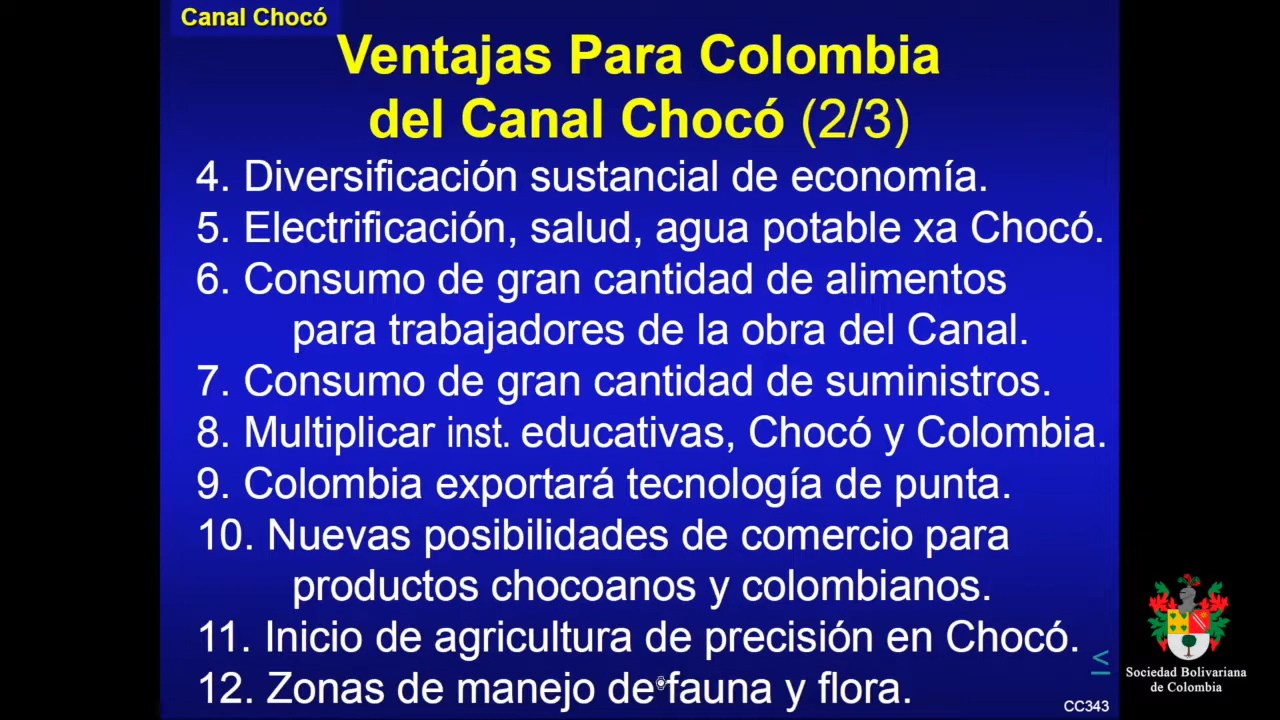 Canal Chocó
Ventajas Para Colombia
del Canal Chocó (2/3)
4. Diversificación sustancial de economía.
5. Electrificación, salud, agua potable xa Chocó.
6. Consumo de gran cantidad de alimentos
para trabajadores de la obra del Canal.
7. Consumo de gran cantidad de suministros.
8. Multiplicar inst. educativas, Chocó y Colombia.
9. Colombia exportará tecnología de punta.
10. Nuevas posibilidades de comercio para
productos chocoanos y colombianos.
11. Inicio de agricultura de precisión en Chocó.
12. Zonas de manejo de fauna y flora.
<
CC343
Sociedad Bolivariana
de Colombia